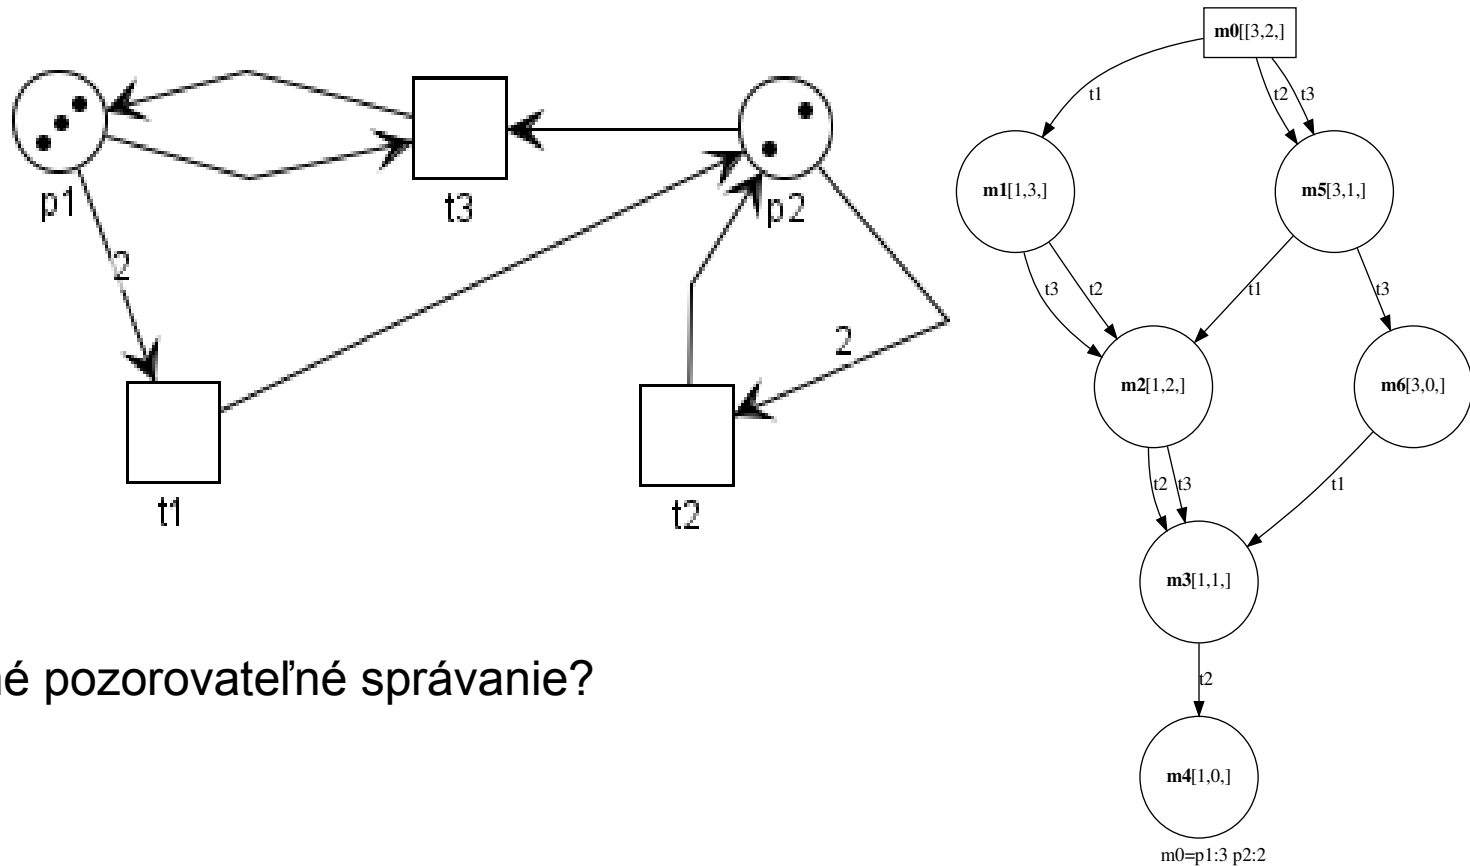 p1
2
t1
t3
p2
2
t2
né pozorovateľné správanie?
m0[[3,2,]
t1
t2
t3
m1[1,3,]
m5[3,1,]
t3
t2
t1
t3
m2[1,2,]
m6[3,0,]
t2
t3
t1
m3[1,1,]
t2
m4[1,0,]
m0=p1:3 p2:2